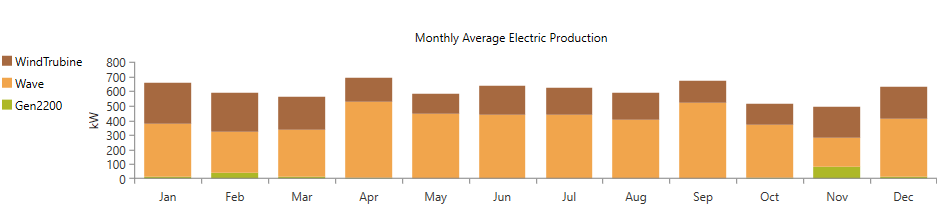 Monthly Average Electric Production
WindTrubine
Wave
Gen2200
kW
800
700
600
500
400
300
200
100
0
Jan Feb Mar Apr May Jun Jul Aug Sep Oct Nov Dec